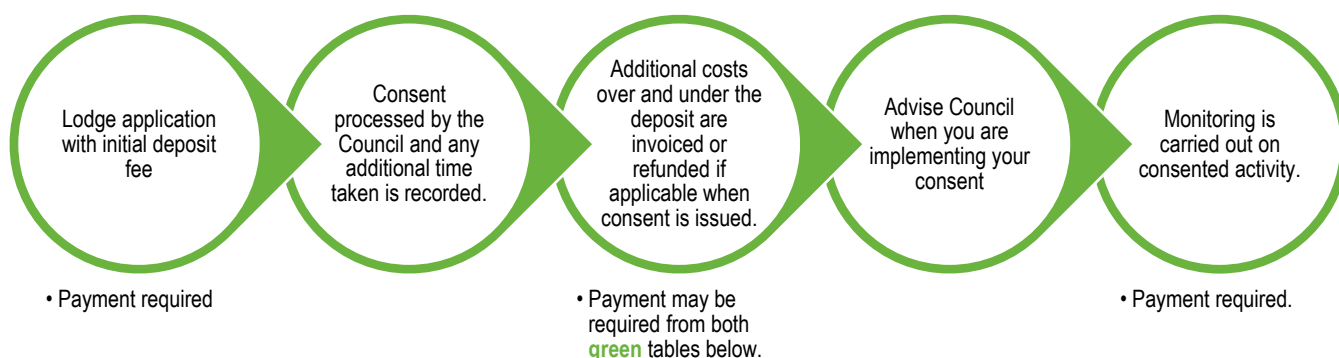 Lodge application
with initial deposit
fee
Consent
processed by the
Council and any
additional time
taken is recorded.
Additional costs
over and under the
deposit are
invoiced or
refunded if
applicable when
consent is issued.
Advise Council
when you are
implementing your
consent
Monitoring is
carried out on
consented activity.
• Payment required
• Payment may be
required from both
green tables below.
• Payment required.